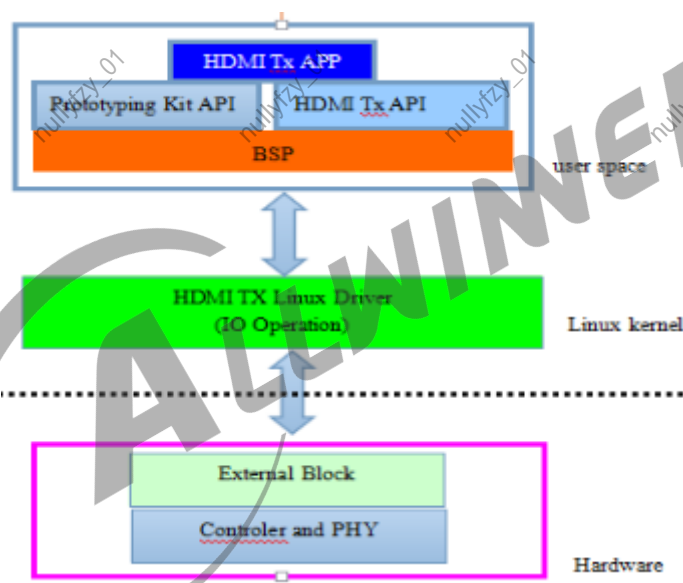 HDMI Tx APP
Prototyping Kit API
HDMI Tx API
BSP
user space
HDMI TX Linux Driver
(IO Operation)
Linux kernel
External Block
Controler and PHY
Hardware
ALLWINNER
nullyfzy_01
nullyfzy_01
nullyfzy_01